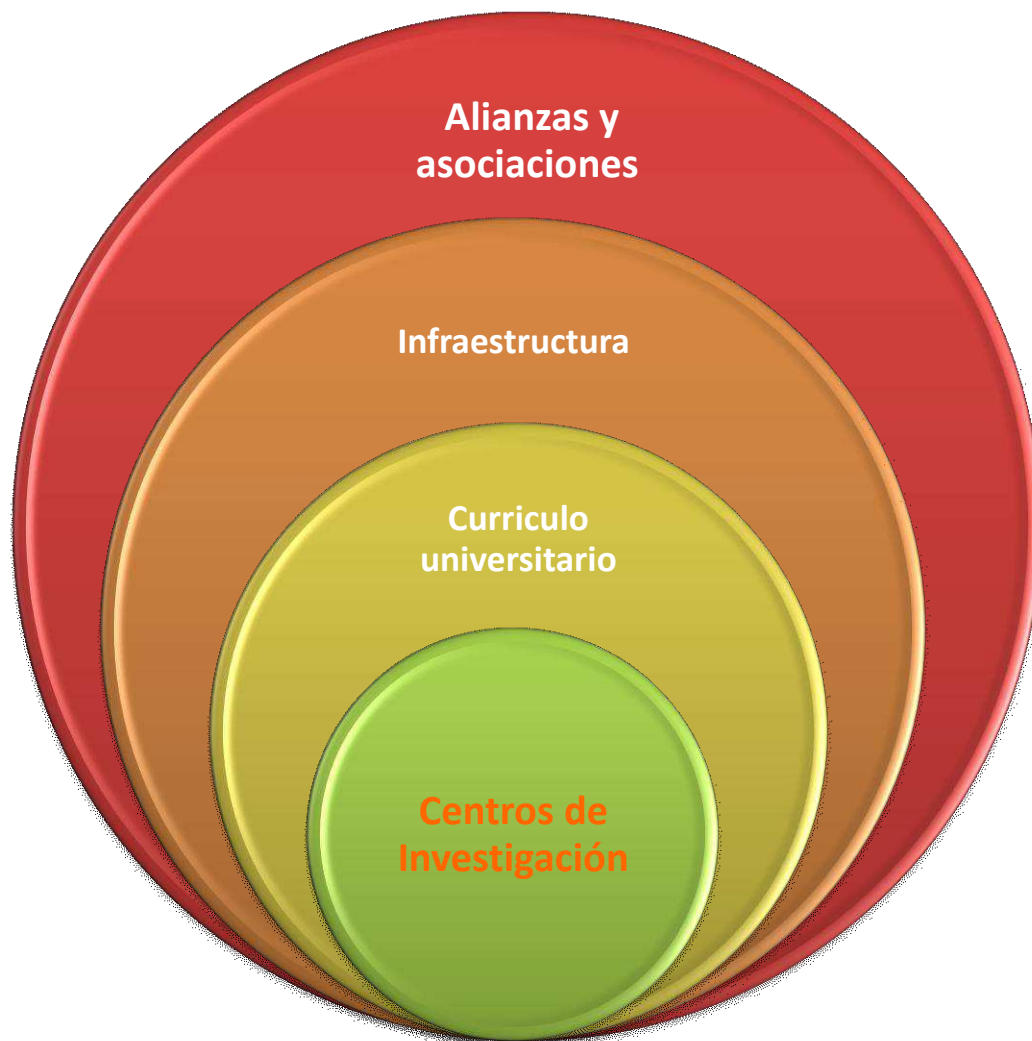 Alianzas y
asociaciones
Infraestructura
Curriculo
universitario
Centros de
Investigación